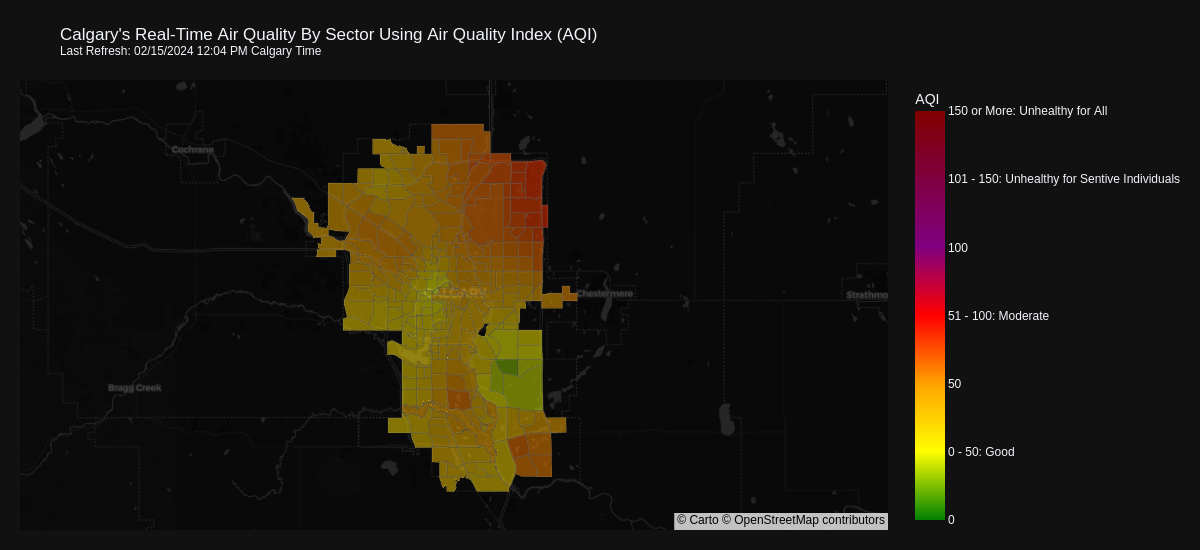 Calgary's Real-Time Air Quality By Sector Using Air Quality Index (AQI)
Last Refresh: 02/15/2024 12:04 PM Calgary Time
AQI
150 or More: Unhealthy for All
Cochrane
101 - 150: Unhealthy for Sentive Individuals
100
CALGARY
Chestermere
Strathmo
51 - 100: Moderate
50
Bragg Creek
0 - 50: Good
0
© Carto © OpenStreetMap contributors